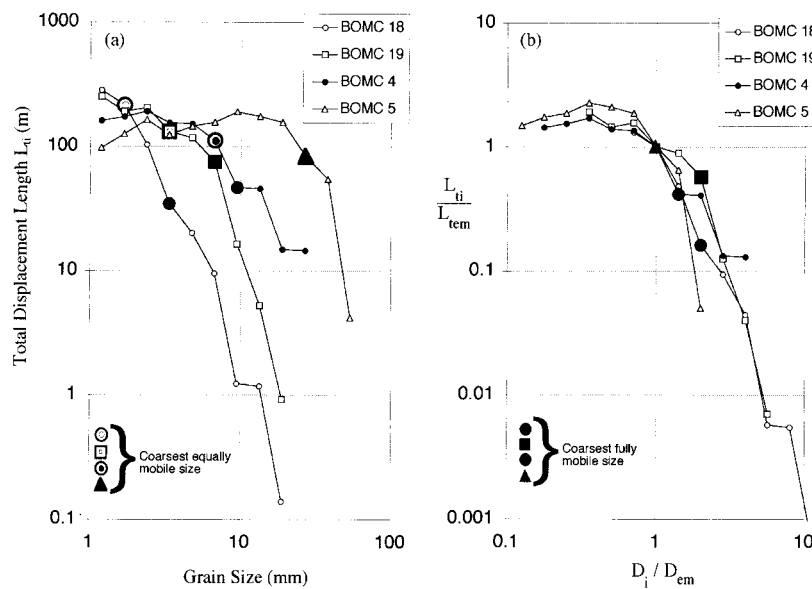 (a)
BOMC 18
BOMC 19
BOMC 4
BOMC 5
1000
100
10
1
0.1
Total Displacement Length Lti (m)
Coarsest equally
mobile size
1 10 100
Grain Size (mm)
(b)
BOMC 18
BOMC 19
BOMC 4
BOMC 5
10
1
0.1
0.01
0.001
Lti
Ltem
Coarsest fully
mobile size
0.1 1 10
Di / Dem